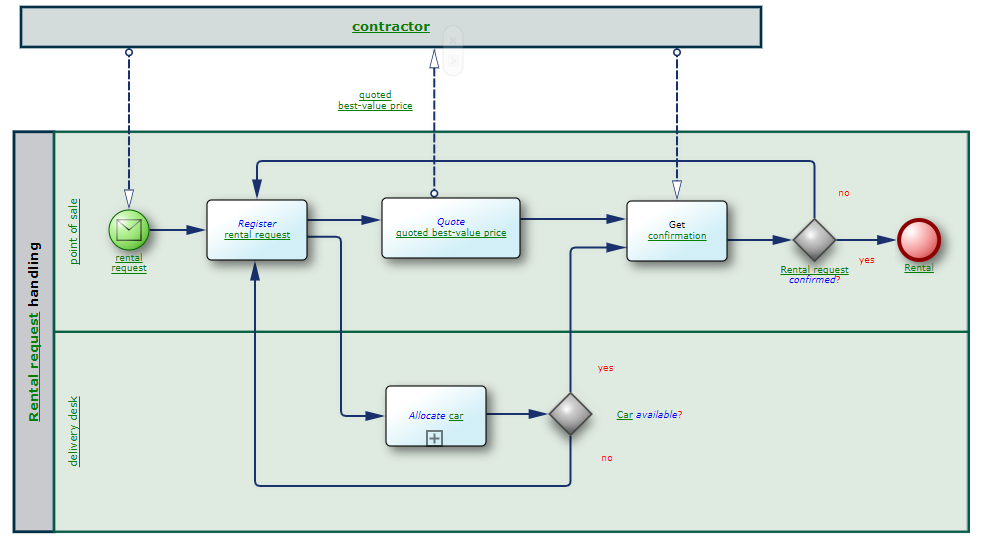 contractor
quoted
best-value price
Rental request handling
point of sale
rental
request
Register
rental request
Quote
quoted best-value price
Get
confirmation
no
Rental request
confirmed?
yes
Rental
delivery desk
Allocate car
yes
Car available?
no